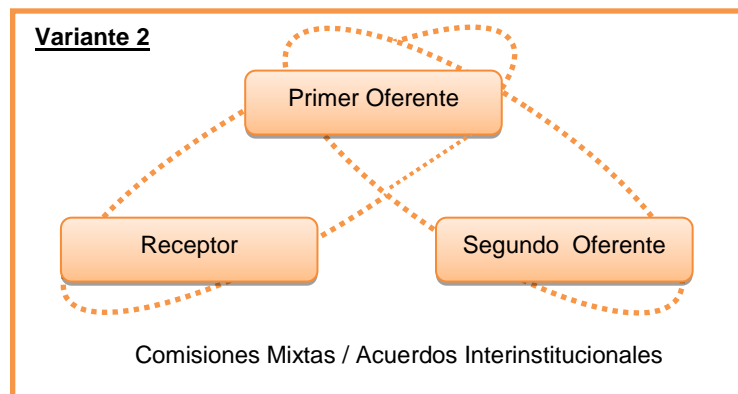 Variante 2
Primer Oferente
Receptor
Segundo Oferente
Comisiones Mixtas / Acuerdos Interinstitucionales